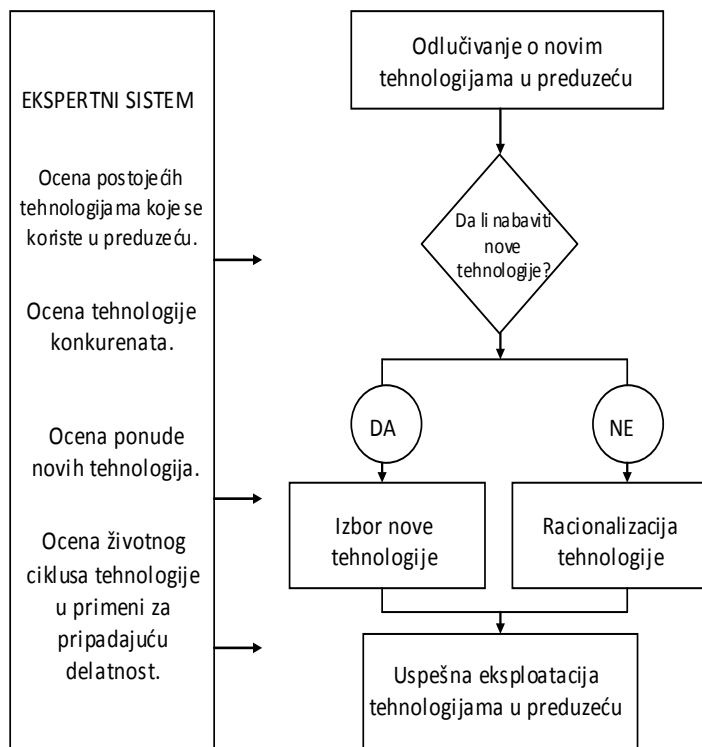 EKSPERTNI SISTEM
Ocena postojećih
tehnologijama koje se
koriste u preduzeću.
Ocena tehnologije
konkurenata.
Ocena ponude
novih tehnologija.
Ocena životnog
ciklusa tehnologije
u primeni za
pripadajuću
delatnost.
Odlučivanje o novim
tehnologijama u preduzeću
Da li nabaviti
nove
tehnologije?
DA
NE
Izbor nove
tehnologije
Racionalizacija
tehnologije
Uspešna eksploatacija
tehnologijama u preduzeću